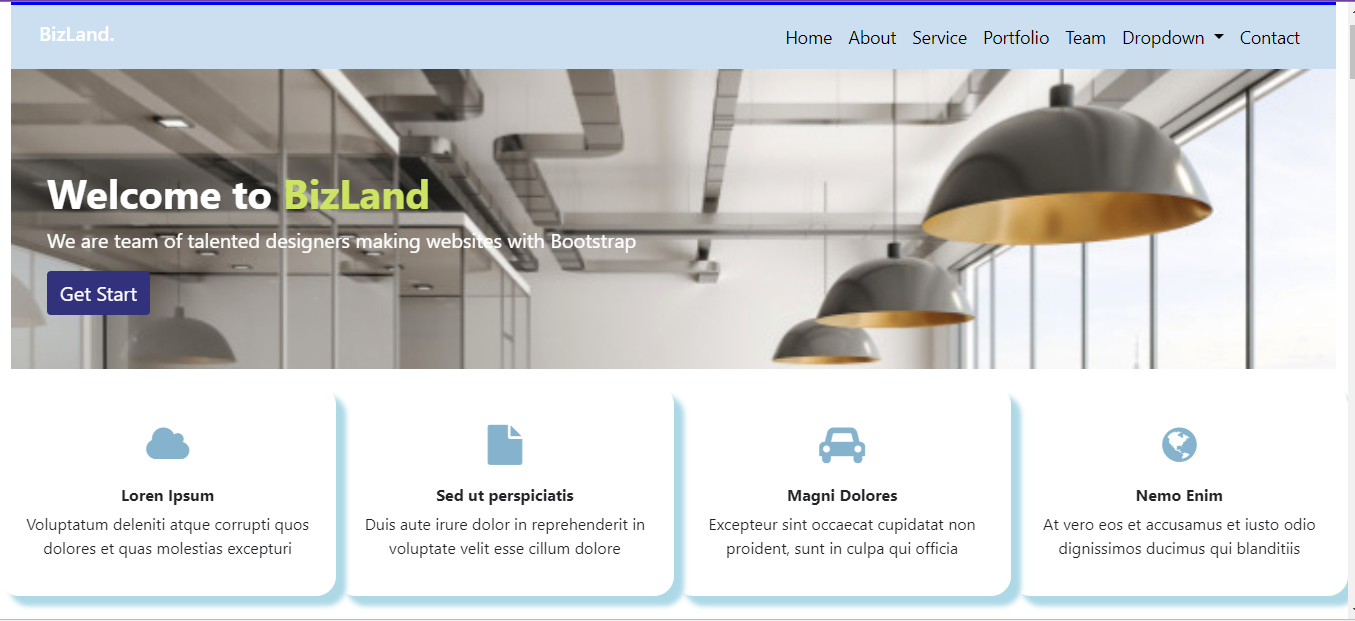 BizLand.
Home About Service Portfolio Team Dropdown Contact
Welcome to BizLand
We are team of talented designers making websites with Bootstrap
Get Start
Loren Ipsum
Voluptatum deleniti atque corrupti quos
dolores et quas molestias excepturi
Sed ut perspiciatis
Duis aute irure dolor in reprehenderit in
voluptate velit esse cillum dolore
Magni Dolores
Excepteur sint occaecat cupidatat non
proident, sunt in culpa qui officia
Nemo Enim
At vero eos et accusamus et iusto odio
dignissimos ducimus qui blanditiis